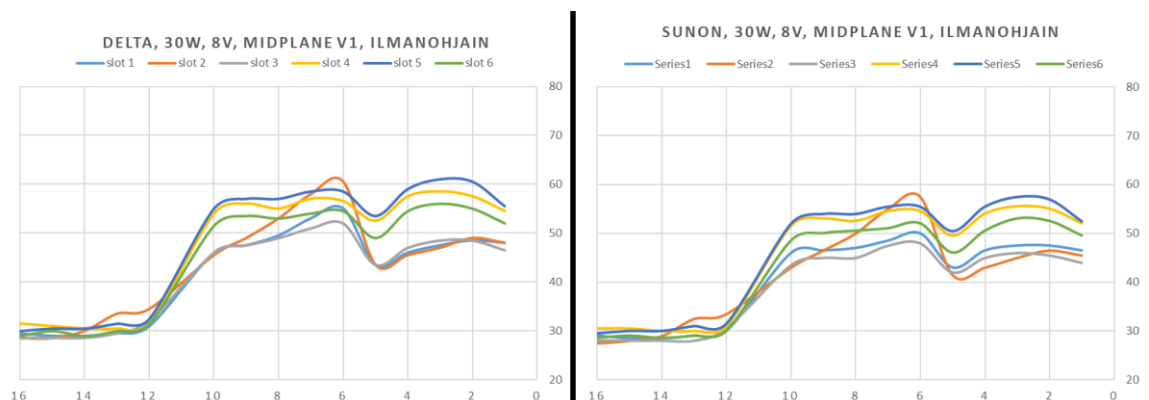 DELTA, 30W, 8V, MIDPLANE V1, ILMANOHJAIN
slot 1 slot 2 slot 3 slot 4 slot 5 slot 6
80
70
60
50
40
30
20
16 14 12 10 8 6 4 2 0
SUNON, 30W, 8V, MIDPLANE V1, ILMANOHJAIN
Series1 Series2 Series3 Series4 Series5 Series6
80
70
60
50
40
30
20
16 14 12 10 8 6 4 2 0